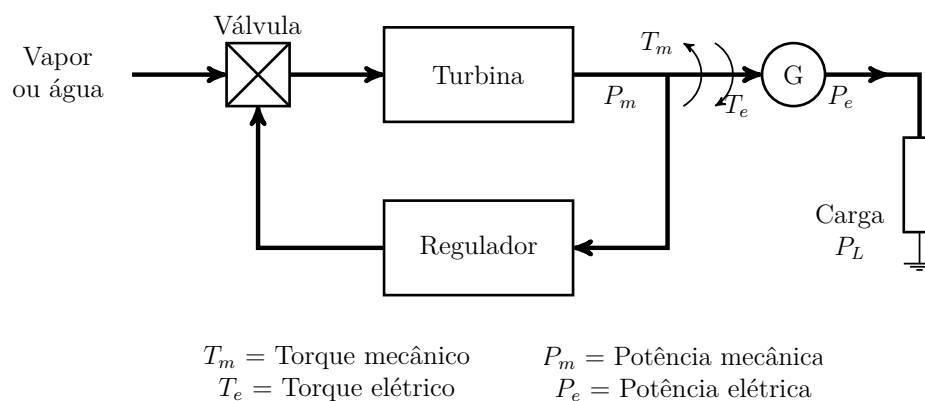 Válvula
Vapor
ou água
Turbina
T_m
P_m
T_e
G
P_e
Regulador
Carga
P_L
T_m = Torque mecânico
P_m = Potência mecânica
T_e = Torque elétrico
P_e = Potência elétrica